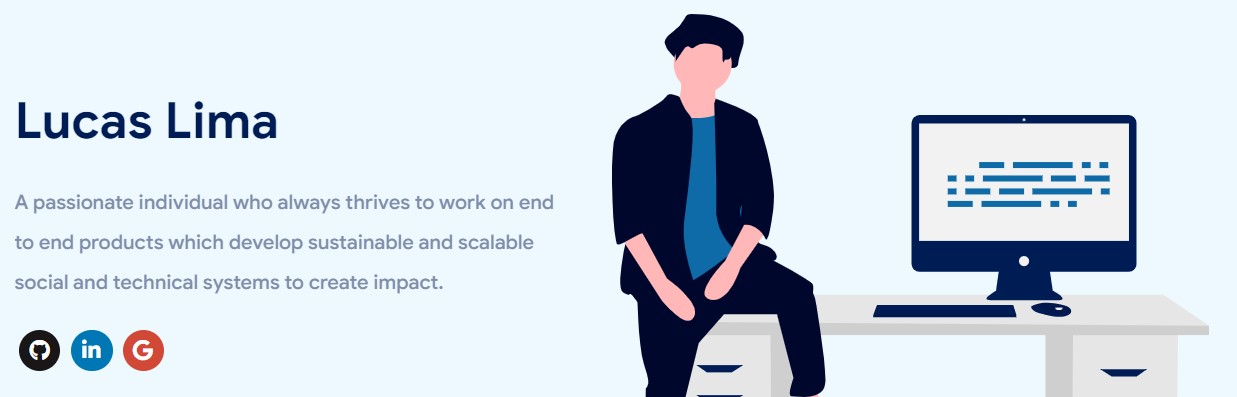 Lucas Lima
A passionate individual who always thrives to work on end
to end products which develop sustainable and scalable
social and technical systems to create impact.
in
G